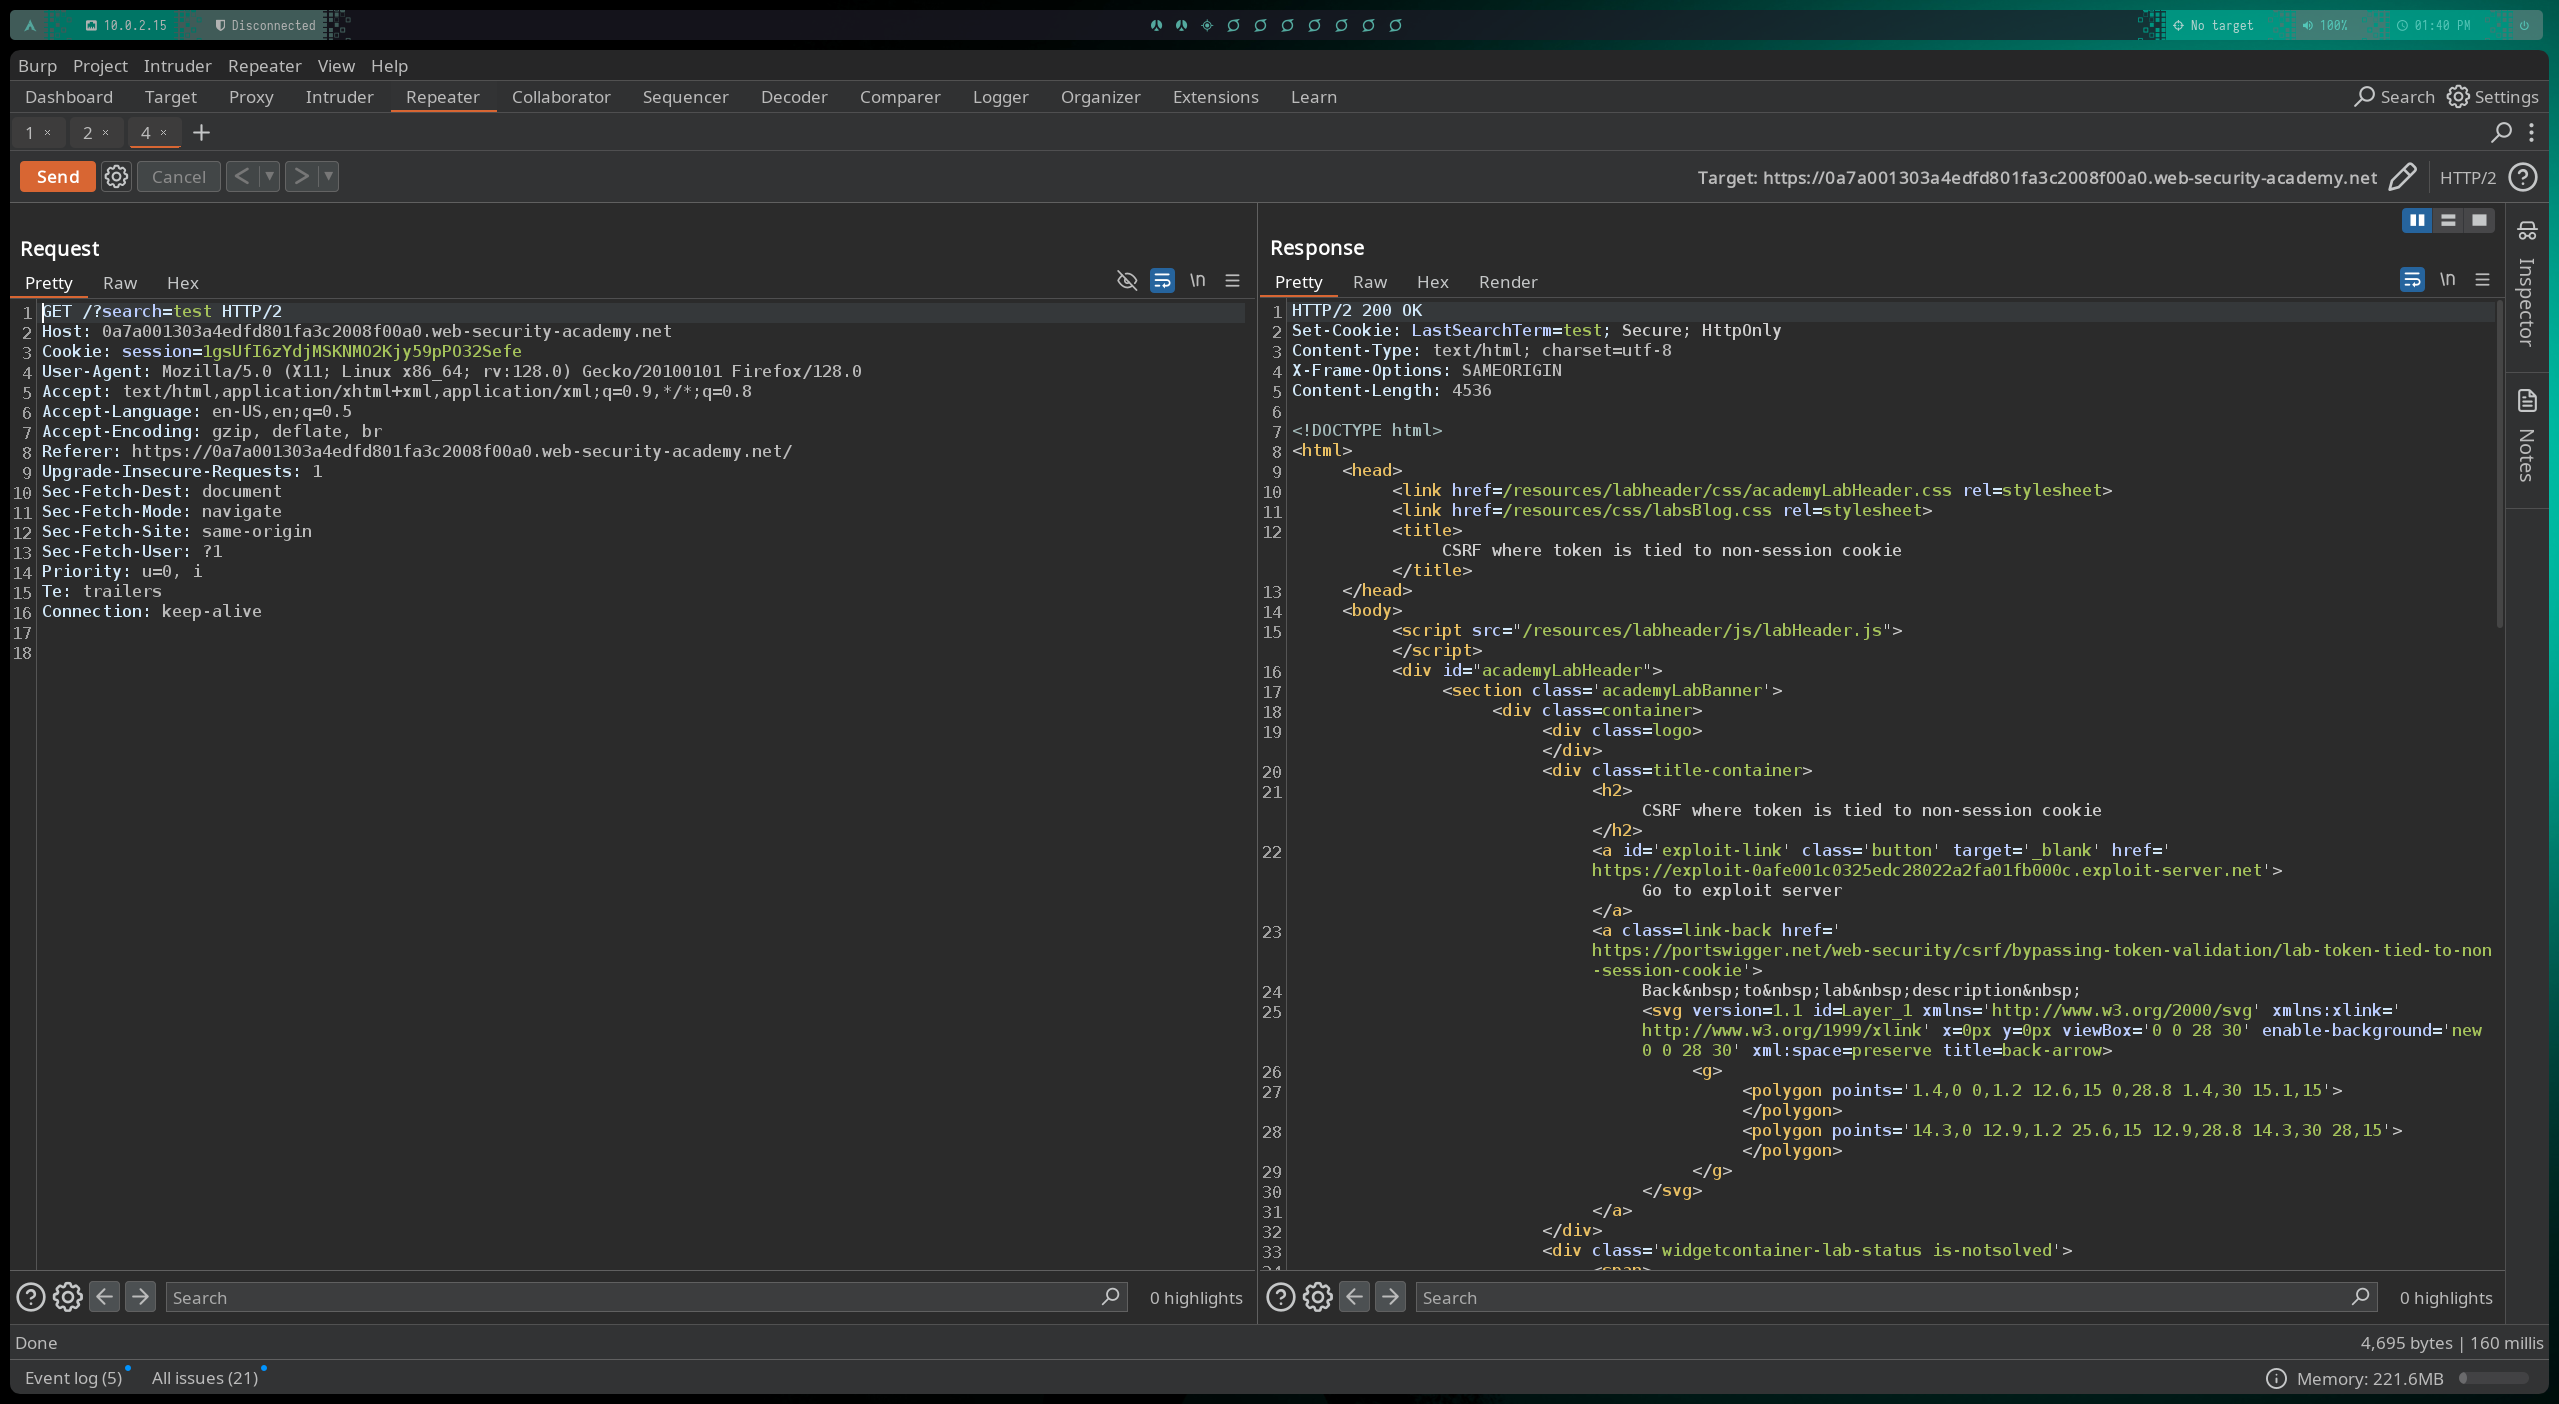 10.0.2.15 Disconnected No target 100% 01:40 PM
Burp Project Intruder Repeater View Help
Dashboard Target Proxy Intruder Repeater Collaborator Sequencer Decoder Comparer Logger Organizer Extensions Learn Search Settings
1 × 2 × 4 × +
Send Cancel < > Target: https://0a7a001303a4edfd801fa3c2008f00a0.web-security-academy.net HTTP/2
Request
Pretty Raw Hex \n
1 GET /?search=test HTTP/2
2 Host: 0a7a001303a4edfd801fa3c2008f00a0.web-security-academy.net
3 Cookie: session=1gsUfI6zYdjMSKNMO2Kjy59pPO32Sefe
4 User-Agent: Mozilla/5.0 (X11; Linux x86_64; rv:128.0) Gecko/20100101 Firefox/128.0
5 Accept: text/html,application/xhtml+xml,application/xml;q=0.9,*/*;q=0.8
6 Accept-Language: en-US,en;q=0.5
7 Accept-Encoding: gzip, deflate, br
8 Referer: https://0a7a001303a4edfd801fa3c2008f00a0.web-security-academy.net/
9 Upgrade-Insecure-Requests: 1
10 Sec-Fetch-Dest: document
11 Sec-Fetch-Mode: navigate
12 Sec-Fetch-Site: same-origin
13 Sec-Fetch-User: ?1
14 Priority: u=0, i
15 Te: trailers
16 Connection: keep-alive
17
18
Search 0 highlights
Response
Pretty Raw Hex Render \n
1 HTTP/2 200 OK
2 Set-Cookie: LastSearchTerm=test; Secure; HttpOnly
3 Content-Type: text/html; charset=utf-8
4 X-Frame-Options: SAMEORIGIN
5 Content-Length: 4536
6
7 <!DOCTYPE html>
8 <html>
9 <head>
10 <link href=/resources/labheader/css/academyLabHeader.css rel=stylesheet>
11 <link href=/resources/css/labsBlog.css rel=stylesheet>
12 <title>
CSRF where token is tied to non-session cookie
</title>
13 </head>
14 <body>
15 <script src="/resources/labheader/js/labHeader.js">
</script>
16 <div id="academyLabHeader">
17 <section class='academyLabBanner'>
18 <div class=container>
19 <div class=logo>
</div>
20 <div class=title-container>
21 <h2>
CSRF where token is tied to non-session cookie
</h2>
22 <a id='exploit-link' class='button' target='_blank' href='
https://exploit-0afe001c0325edc28022a2fa01fb000c.exploit-server.net'>
Go to exploit server
</a>
23 <a class=link-back href='
https://portswigger.net/web-security/csrf/bypassing-token-validation/lab-token-tied-to-non
-session-cookie'>
24 Back&nbsp;to&nbsp;lab&nbsp;description&nbsp;
25 <svg version=1.1 id=Layer_1 xmlns='http://www.w3.org/2000/svg' xmlns:xlink='
http://www.w3.org/1999/xlink' x=0px y=0px viewBox='0 0 28 30' enable-background='new
0 0 28 30' xml:space=preserve title=back-arrow>
26 <g>
27 <polygon points='1.4,0 0,1.2 12.6,15 0,28.8 1.4,30 15.1,15'>
</polygon>
28 <polygon points='14.3,0 12.9,1.2 25.6,15 12.9,28.8 14.3,30 28,15'>
</polygon>
29 </g>
30 </svg>
31 </a>
32 </div>
33 <div class='widgetcontainer-lab-status is-notsolved'>
34 <span>
Search 0 highlights
Inspector
Notes
Done 4,695 bytes | 160 millis
Event log (5) All issues (21) Memory: 221.6MB